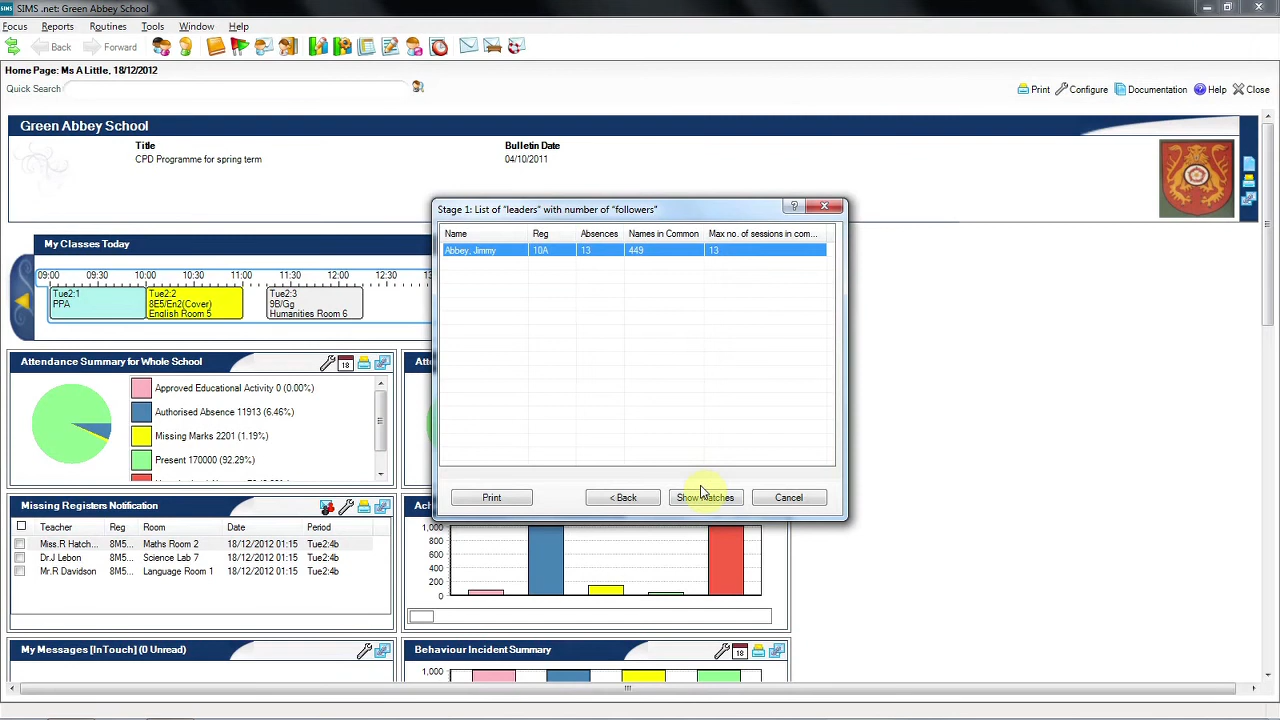 SIMS .net: Green Abbey School
Focus Reports Routines Tools Window Help
Back Forward
Home Page: Ms A Little, 18/12/2012
Quick Search
Print Configure Documentation Help Close
Green Abbey School
Title Bulletin Date
CPD Programme for spring term 04/10/2011
My Classes Today
09:00 09:30 10:00 10:30 11:00 11:30 12:00 12:30
Tue2:1 Tue2:2 Tue2:3
PPA 8E5/En2(Cover) 9B/Gg
English Room 5 Humanities Room 6
Stage 1: List of "leaders" with number of "followers"
Name Reg Absences Names in Common Max no. of sessions in com...
Abbey, Jimmy 10A 13 449 13
Print < Back Show Matches Cancel
Attendance Summary for Whole School
18
Approved Educational Activity 0 (0.00%)
Authorised Absence 11913 (6.46%)
Missing Marks 2201 (1.19%)
Present 170000 (92.29%)
Missing Registers Notification
Teacher Reg Room Date Period
Miss.R Hatch... 8M5... Maths Room 2 18/12/2012 01:15 Tue2:4b
Dr.J Lebon 8M5... Science Lab 7 18/12/2012 01:15 Tue2:4b
Mr.R Davidson 8M5... Language Room 1 18/12/2012 01:15 Tue2:4b
1,000
800
600
400
200
0
My Messages [InTouch] (0 Unread)
Behaviour Incident Summary
18
1,000